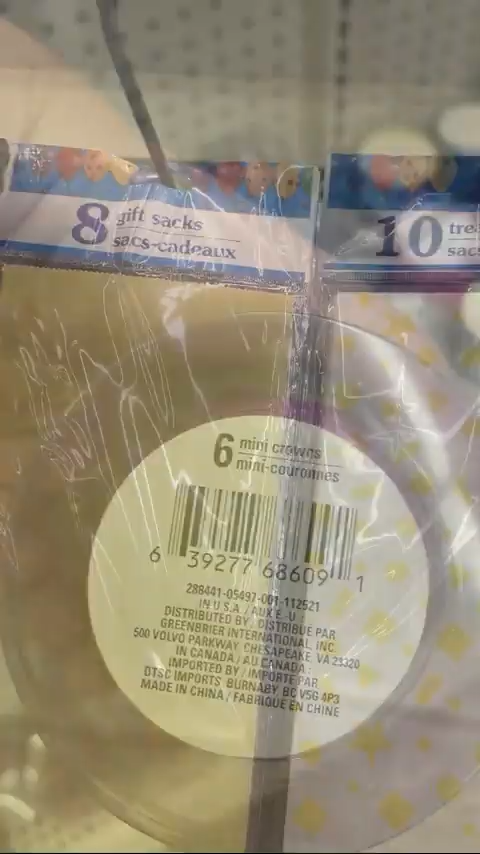 8 gift sacks
sacs-cadeaux
10
6 mini crowns
mini-couronnes
6 39277 68609 1
288441-05497-001-112521
IN U.S.A. / AUX É.-U.:
DISTRIBUTED BY / DISTRIBUÉ PAR
GREENBRIER INTERNATIONAL, INC.
500 VOLVO PARKWAY, CHESAPEAKE, VA 23320
IN CANADA / AU CANADA:
IMPORTED BY / IMPORTÉ PAR
DTSC IMPORTS, BURNABY, BC V5G 4P3
MADE IN CHINA / FABRIQUÉ EN CHINE